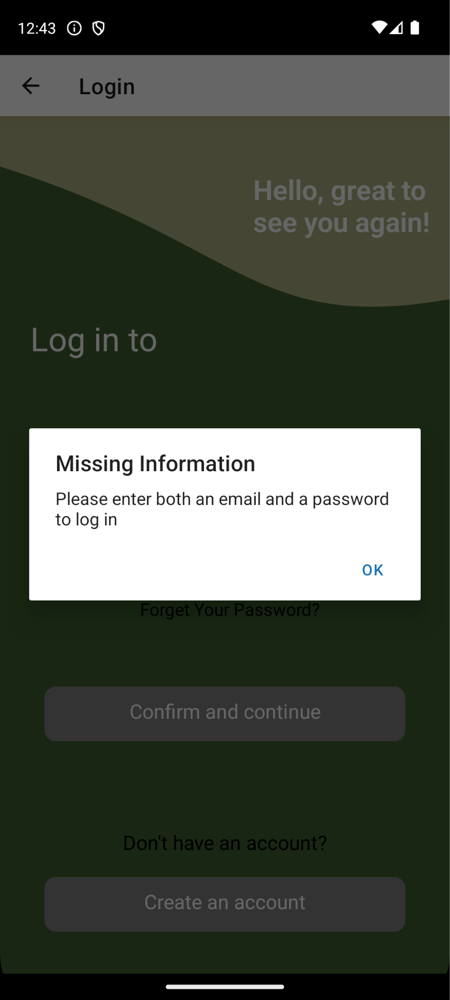 12:43
Login
Hello, great to
see you again!
Log in to
Missing Information
Please enter both an email and a password
to log in
OK
Forget Your Password?
Confirm and continue
Don't have an account?
Create an account